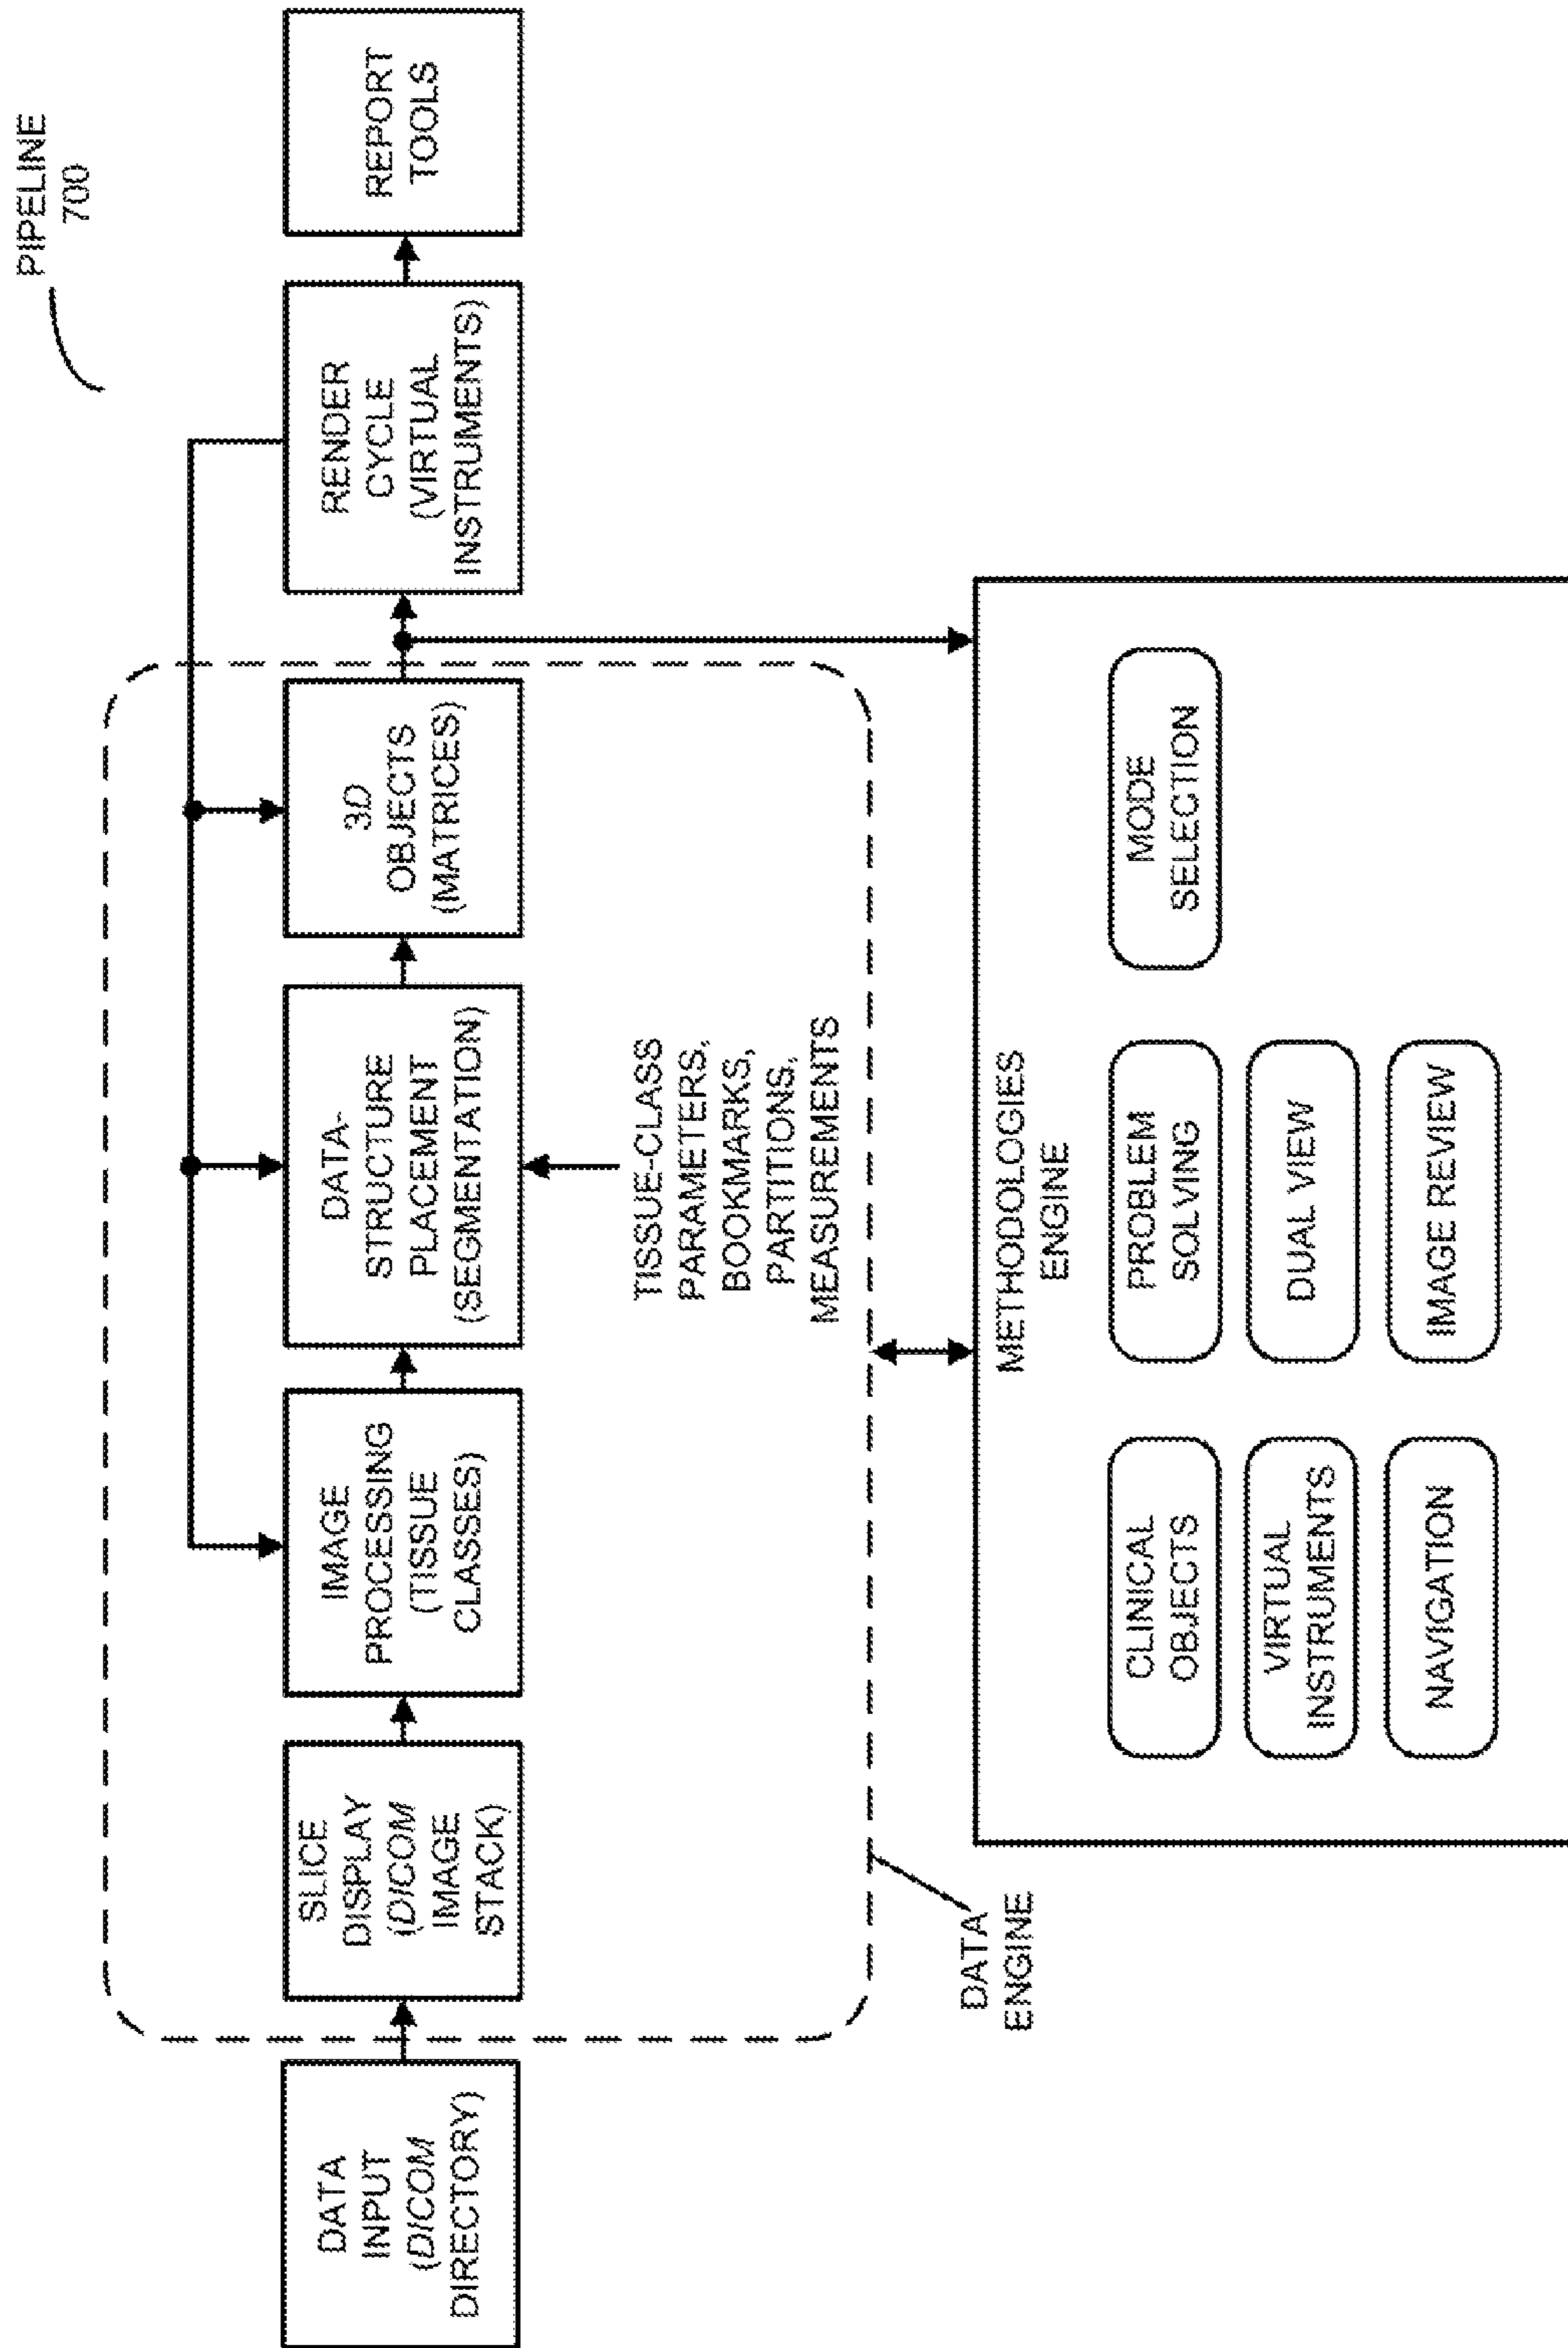 PIPELINE
700
DATA
INPUT
(DICOM
DIRECTORY)
SLICE
DISPLAY
(DICOM
IMAGE
STACK)
IMAGE
PROCESSING
(TISSUE
CLASSES)
DATA-
STRUCTURE
PLACEMENT
(SEGMENTATION)
3D
OBJECTS
(MATRICES)
RENDER
CYCLE
(VIRTUAL
INSTRUMENTS)
REPORT
TOOLS
TISSUE-CLASS
PARAMETERS,
BOOKMARKS,
PARTITIONS,
MEASUREMENTS
DATA
ENGINE
METHODOLOGIES
ENGINE
CLINICAL
OBJECTS
PROBLEM
SOLVING
MODE
SELECTION
VIRTUAL
INSTRUMENTS
DUAL VIEW
NAVIGATION
IMAGE REVIEW